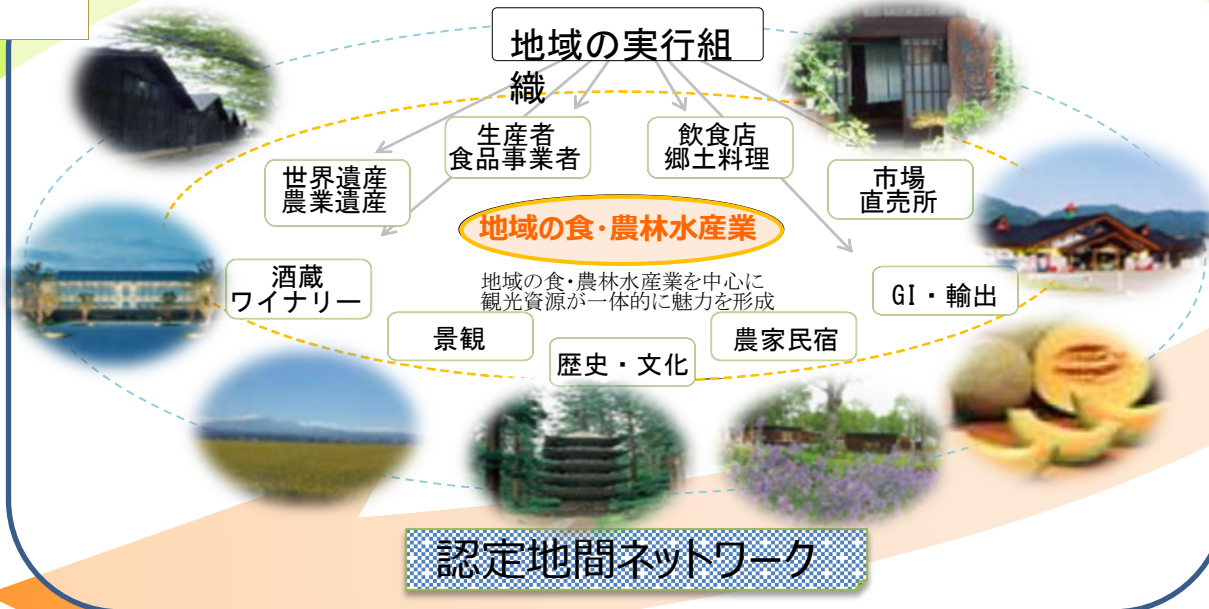 地域の実行組
織
生産者
食品事業者
飲食店
郷土料理
世界遺産
農業遺産
市場
直売所
地域の食・農林水産業
酒蔵
ワイナリー
地域の食・農林水産業を中心に
観光資源が一体的に魅力を形成
GI・輸出
景観
農家民宿
歴史・文化
認定地間ネットワーク